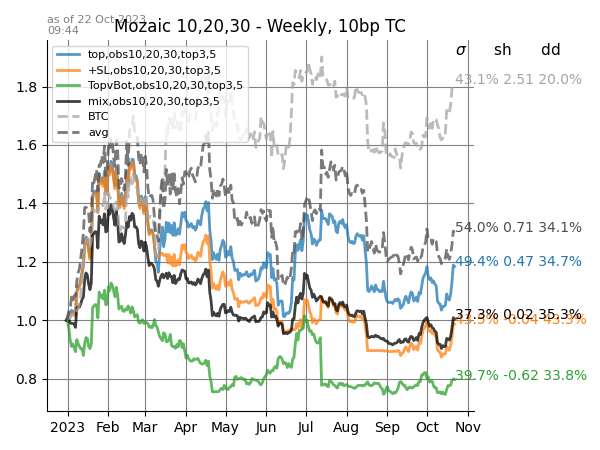 as of 22 Oct 2023
09:44
Mozaic 10,20,30 - Weekly, 10bp TC
σ sh dd
top,obs10,20,30,top3,5
+SL,obs10,20,30,top3,5
TopvBot,obs10,20,30,top3,5
mix,obs10,20,30,top3,5
BTC
avg
43.1% 2.51 20.0%
54.0% 0.71 34.1%
49.4% 0.47 34.7%
37.3% 0.02 35.3%
39.7% -0.62 33.8%
1.8
1.6
1.4
1.2
1.0
0.8
2023 Feb Mar Apr May Jun Jul Aug Sep Oct Nov